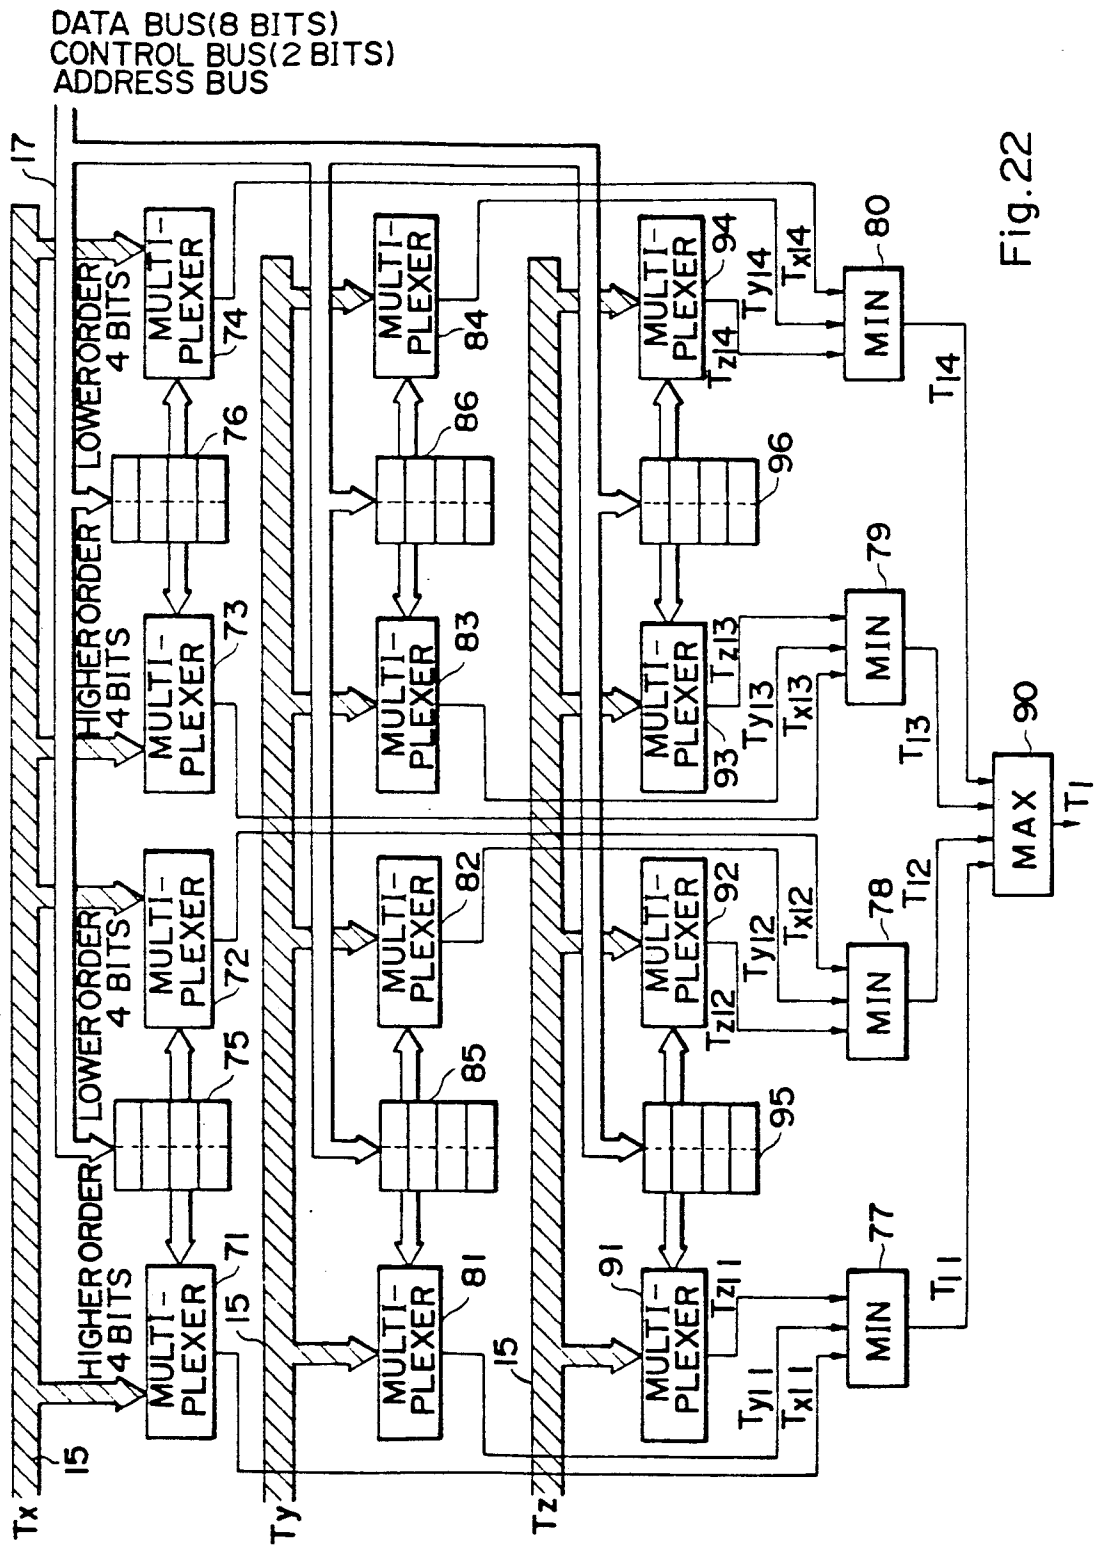 DATA BUS(8 BITS)
CONTROL BUS(2 BITS)
ADDRESS BUS
Tx
15
17
HIGHER ORDER
4 BITS
LOWER ORDER
4 BITS
HIGHER ORDER
4 BITS
LOWER ORDER
4 BITS
MULTI-
PLEXER
71
75
MULTI-
PLEXER
72
MULTI-
PLEXER
73
76
MULTI-
PLEXER
74
Ty
15
MULTI-
PLEXER
81
85
MULTI-
PLEXER
82
MULTI-
PLEXER
83
86
MULTI-
PLEXER
84
Tz
15
91
MULTI-
PLEXER
95
MULTI-
PLEXER
92
MULTI-
PLEXER
93
96
MULTI-
PLEXER
94
Tz11
Tz12
Tz13
Tz14
Ty11
Ty12
Ty13
Ty14
Tx11
Tx12
Tx13
Tx14
MIN
77
MIN
78
MIN
79
MIN
80
T11
T12
T13
T14
MAX
90
T1
Fig.22